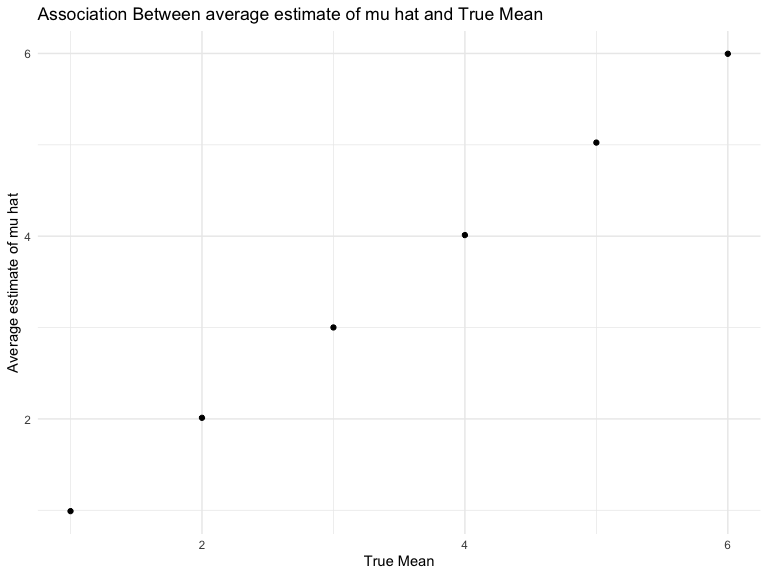 Association Between average estimate of mu hat and True Mean
Average estimate of mu hat
6
4
2
2
4
6
True Mean